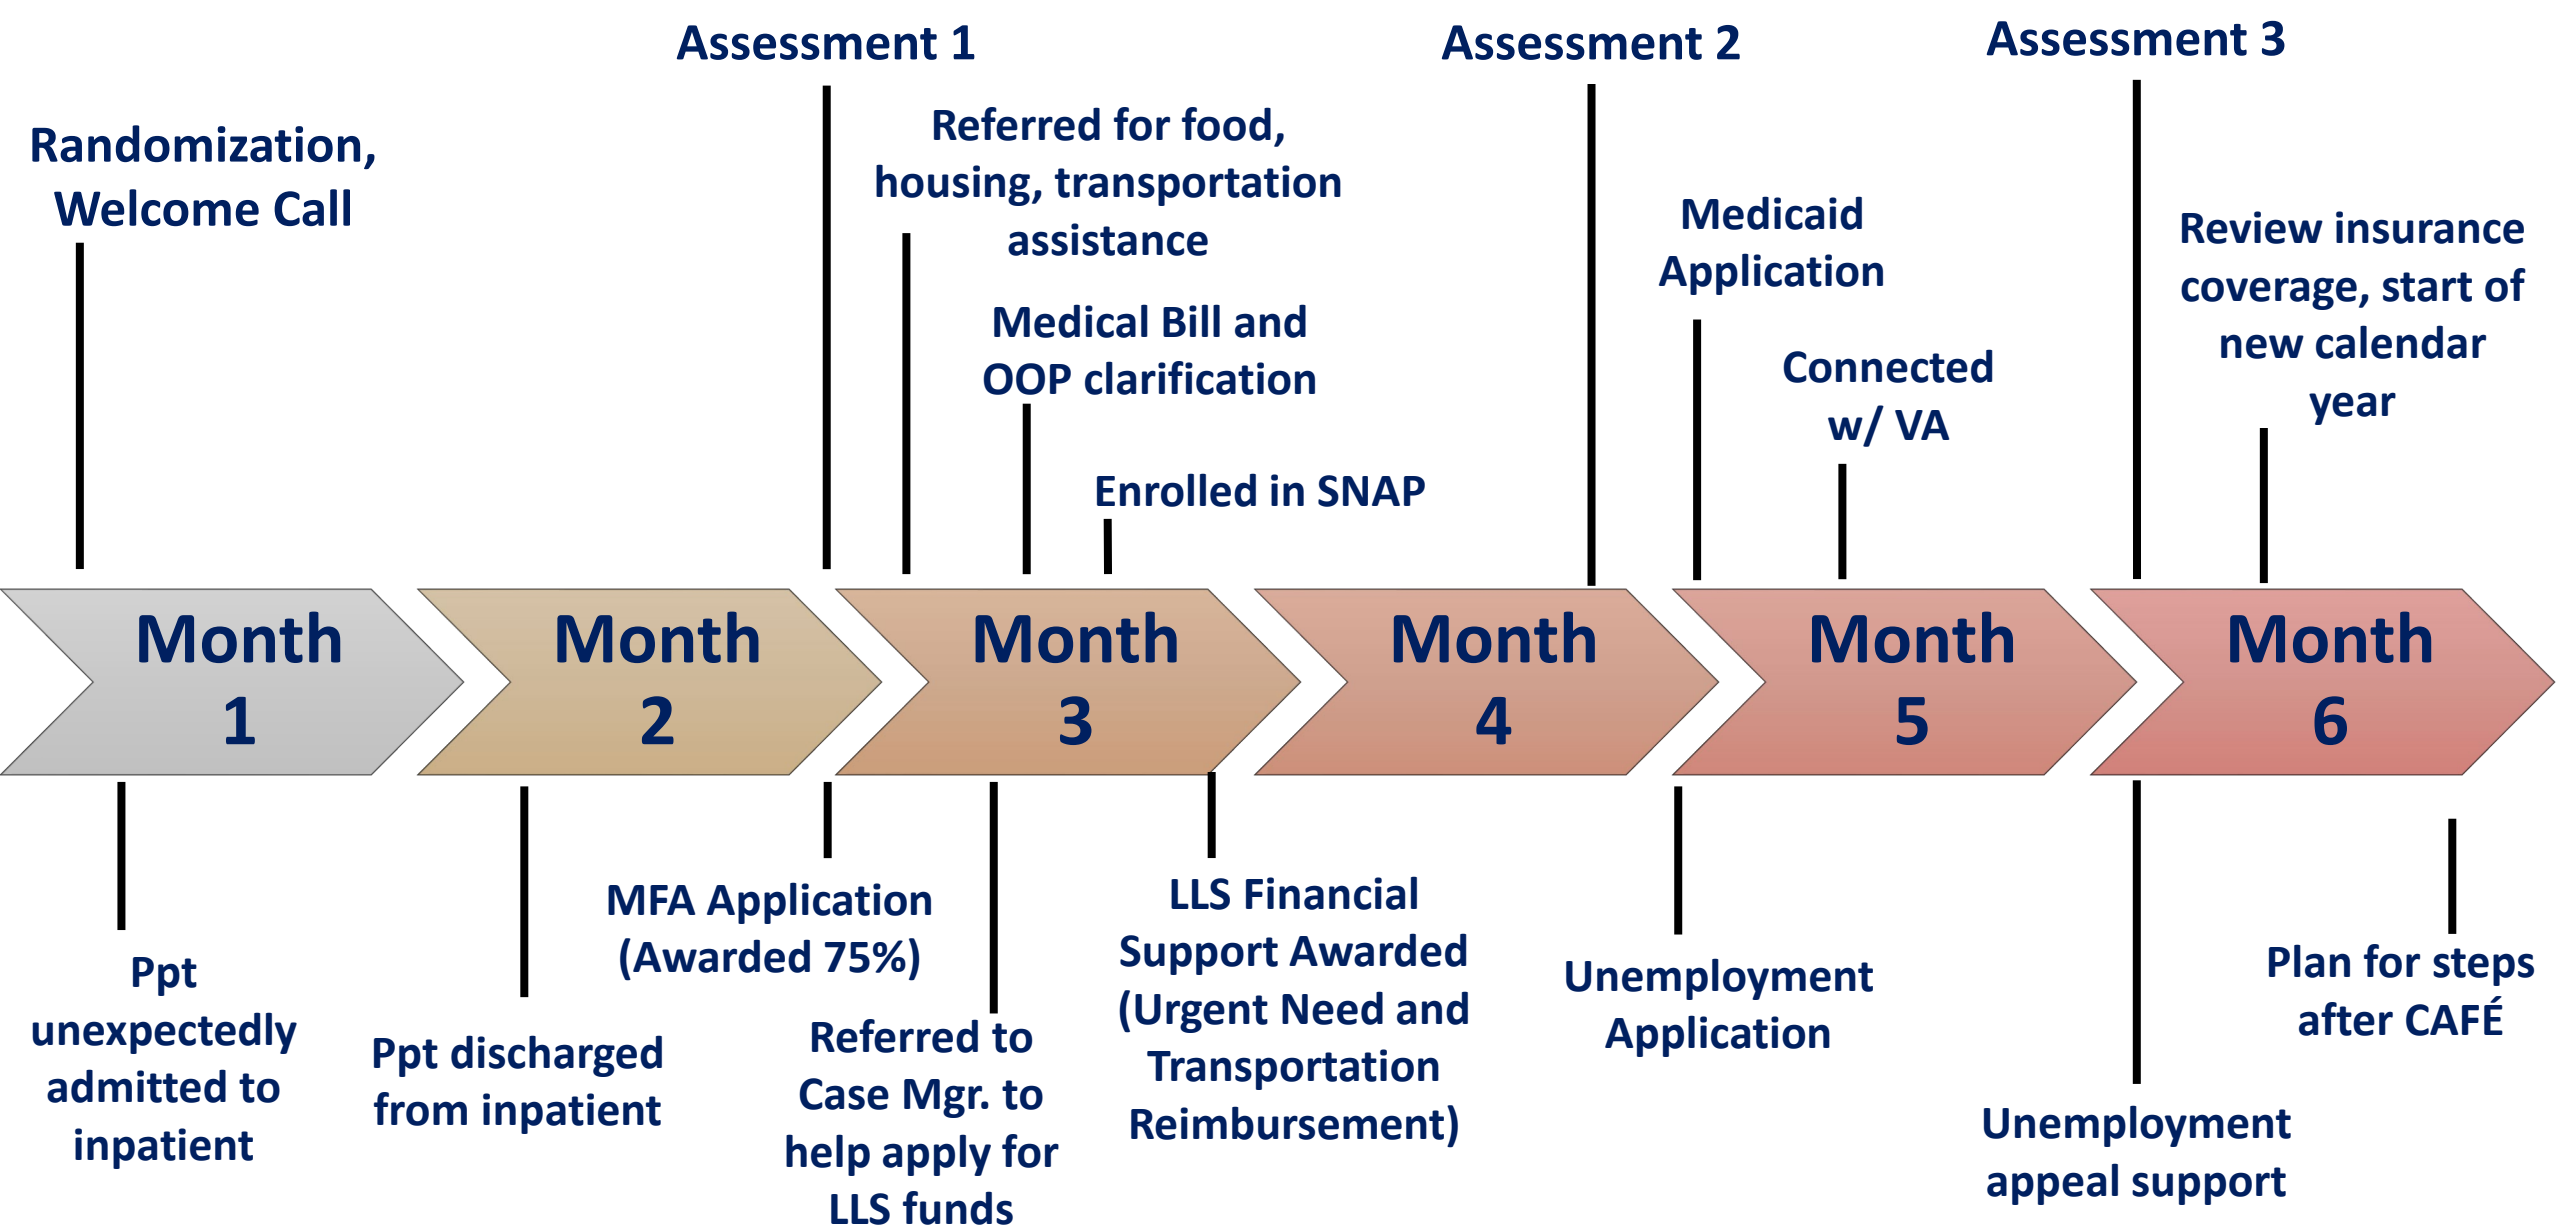 Assessment 1
Assessment 2
Assessment 3
Randomization,
Welcome Call
Referred for food,
housing, transportation
assistance
Medical Bill and
OOP clarification
Enrolled in SNAP
Medicaid
Application
Connected
w/ VA
Review insurance
coverage, start of
new calendar
year
Month
1
Month
2
Month
3
Month
4
Month
5
Month
6
Ppt
unexpectedly
admitted to
inpatient
Ppt discharged
from inpatient
MFA Application
(Awarded 75%)
Referred to
Case Mgr. to
help apply for
LLS funds
LLS Financial
Support Awarded
(Urgent Need and
Transportation
Reimbursement)
Unemployment
Application
Unemployment
appeal support
Plan for steps
after CAFÉ